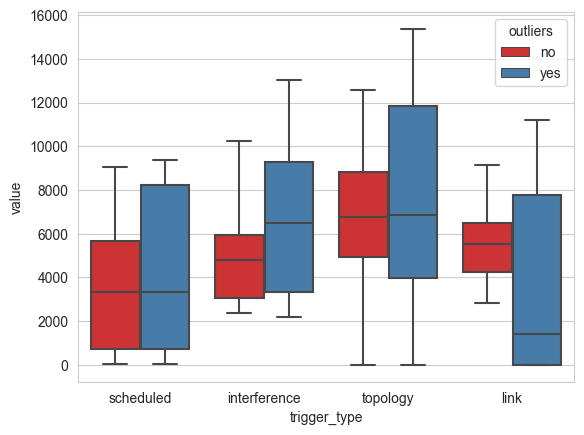 16000
14000
12000
10000
8000
6000
4000
2000
0
value
outliers
no
yes
scheduled
interference
topology
link
trigger_type